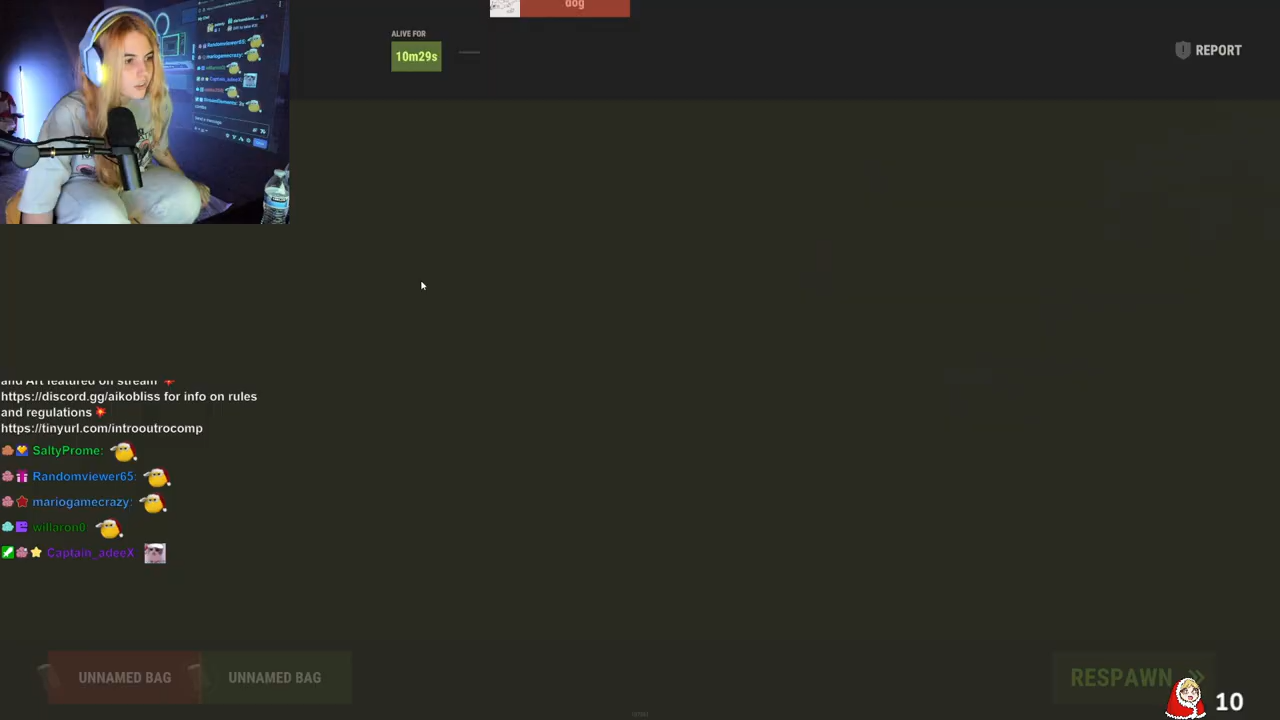 dog
ALIVE FOR
10m29s
REPORT
and Art featured on stream
https://discord.gg/aikobliss for info on rules
and regulations
https://tinyurl.com/introoutrocomp
SaltyProme:
Randomviewer65:
mariogamecrazy:
willaron0:
Captain_adeeX
UNNAMED BAG
UNNAMED BAG
RESPAWN
10